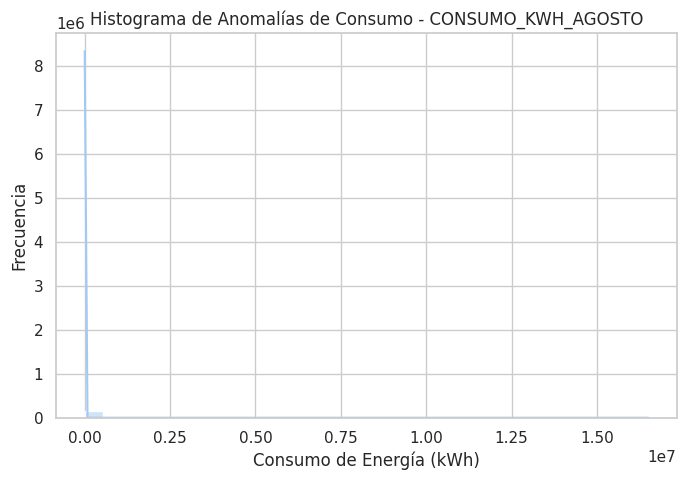 Histograma de Anomalías de Consumo - CONSUMO_KWH_AGOSTO
1e6
8
7
6
5
4
3
2
1
0
Frecuencia
0.00 0.25 0.50 0.75 1.00 1.25 1.50
1e7
Consumo de Energía (kWh)